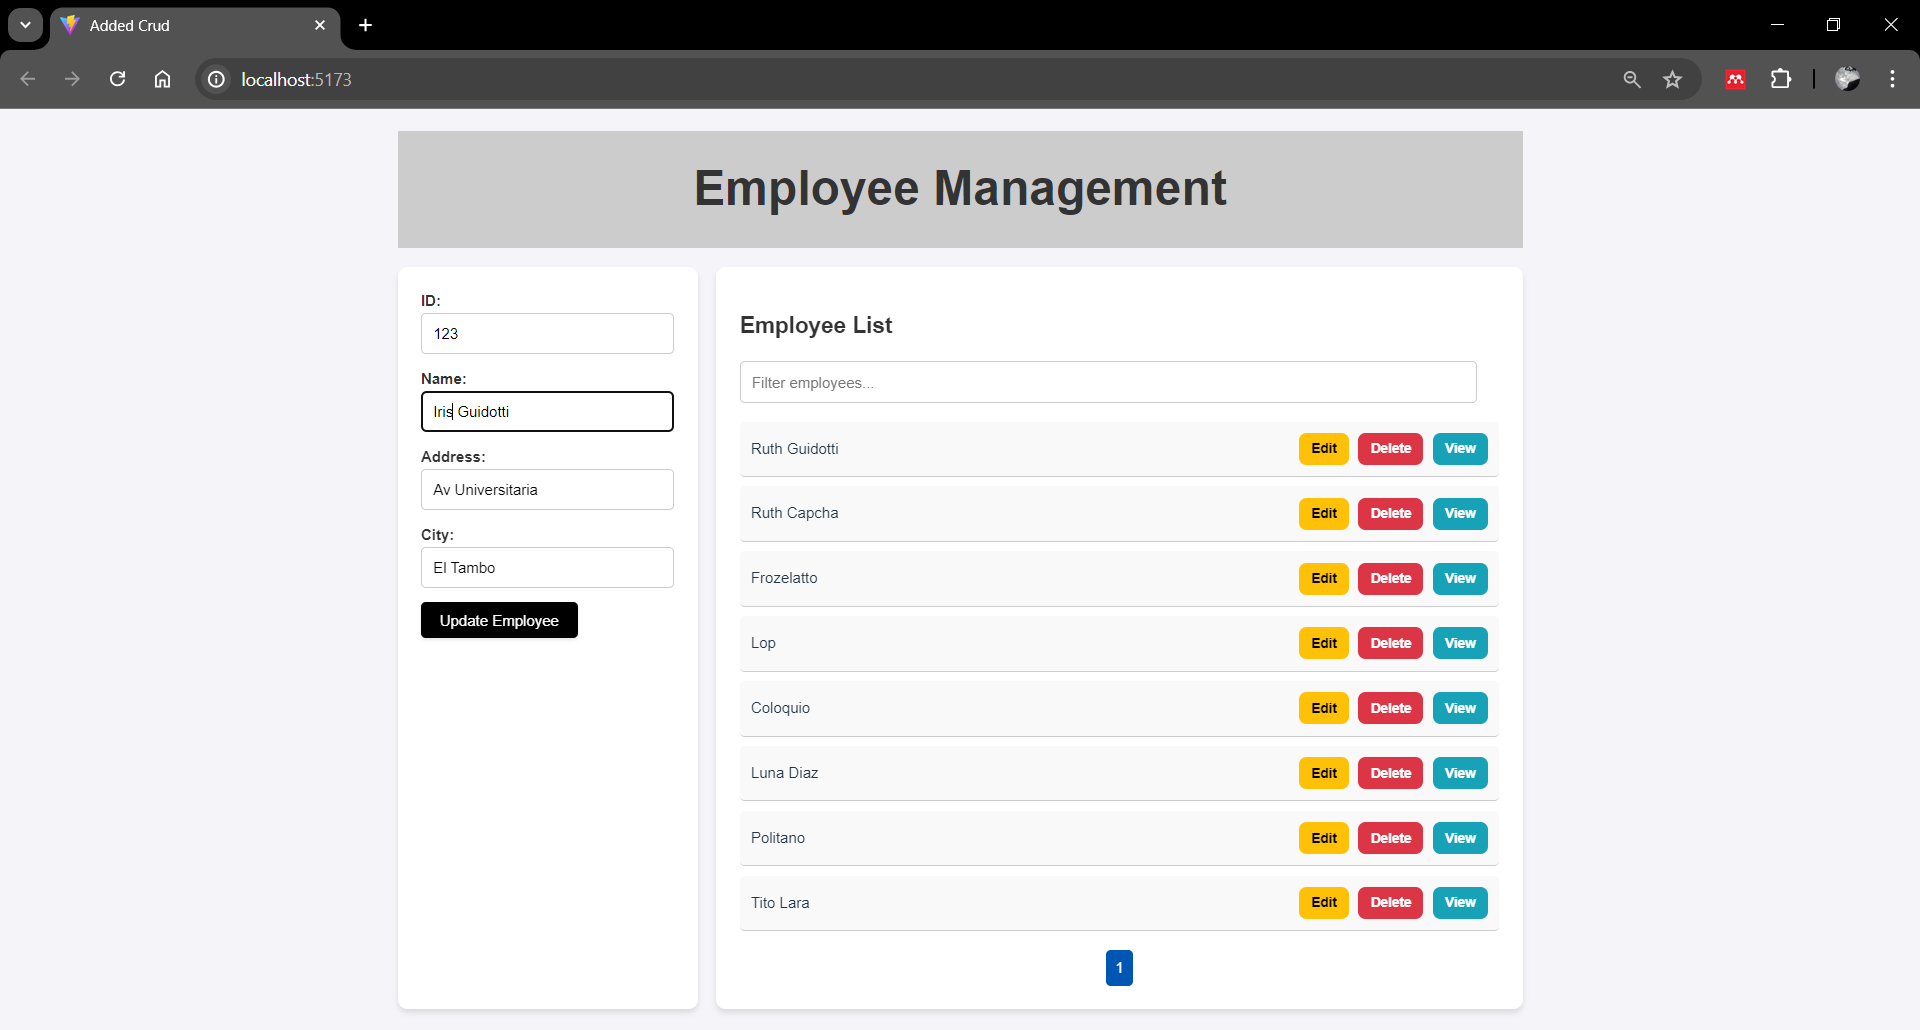 Added Crud
localhost:5173
Employee Management
ID:
123
Name:
Iris Guidotti
Address:
Av Universitaria
City:
El Tambo
Update Employee
Employee List
Filter employees...
Ruth Guidotti Edit Delete View
Ruth Capcha Edit Delete View
Frozelatto Edit Delete View
Lop Edit Delete View
Coloquio Edit Delete View
Luna Diaz Edit Delete View
Politano Edit Delete View
Tito Lara Edit Delete View
1